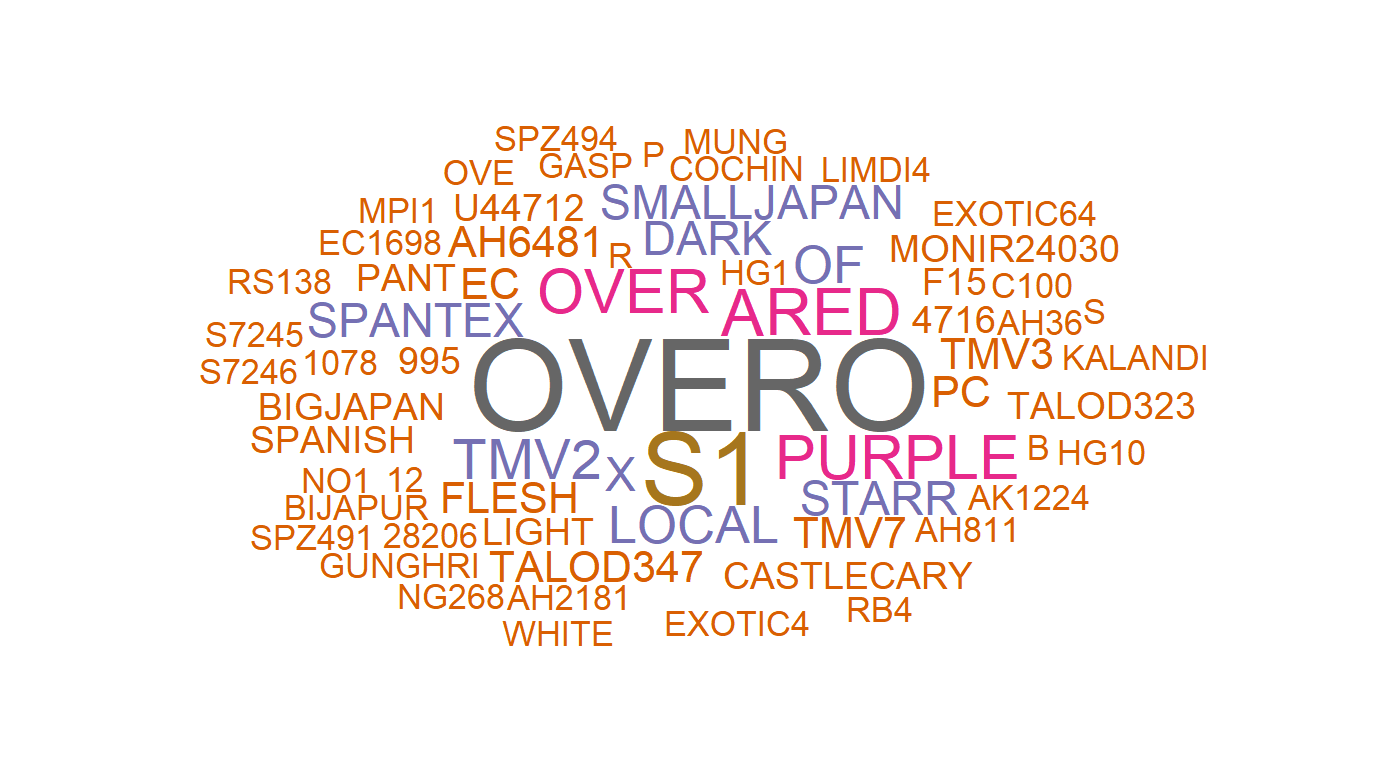 SPZ494
MUNG
OVE
GASP
P
COCHIN
LIMDI4
MPI1
U44712
SMALLJAPAN
EXOTIC64
EC1698
AH6481
R
DARK
OF
MONIR24030
RS138
PANT
EC
OVER
HG1
ARED
F15
C100
S7245
SPANTEX
4716
AH36
S
S7246
1078
995
OVERO
TMV3
KALANDI
BIGJAPAN
PC
TALOD323
SPANISH
TMV2
X
S1
PURPLE
B
HG10
NO1
12
FLESH
STARR
AK1224
BIJAPUR
SPZ491
28206
LIGHT
LOCAL
TMV7
AH811
GUNGHRI
TALOD347
CASTLECARY
NG268
AH2181
EXOTIC4
RB4
WHITE